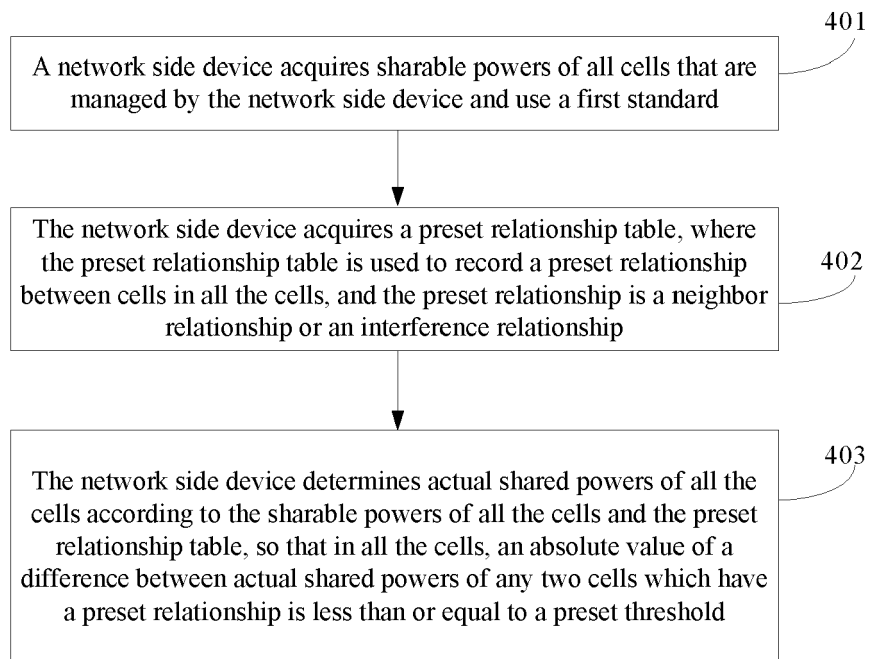 401
A network side device acquires sharable powers of all cells that are
managed by the network side device and use a first standard
The network side device acquires a preset relationship table, where
the preset relationship table is used to record a preset relationship
between cells in all the cells, and the preset relationship is a neighbor
relationship or an interference relationship
402
The network side device determines actual shared powers of all the
cells according to the sharable powers of all the cells and the preset
relationship table, so that in all the cells, an absolute value of a
difference between actual shared powers of any two cells which have
a preset relationship is less than or equal to a preset threshold
403